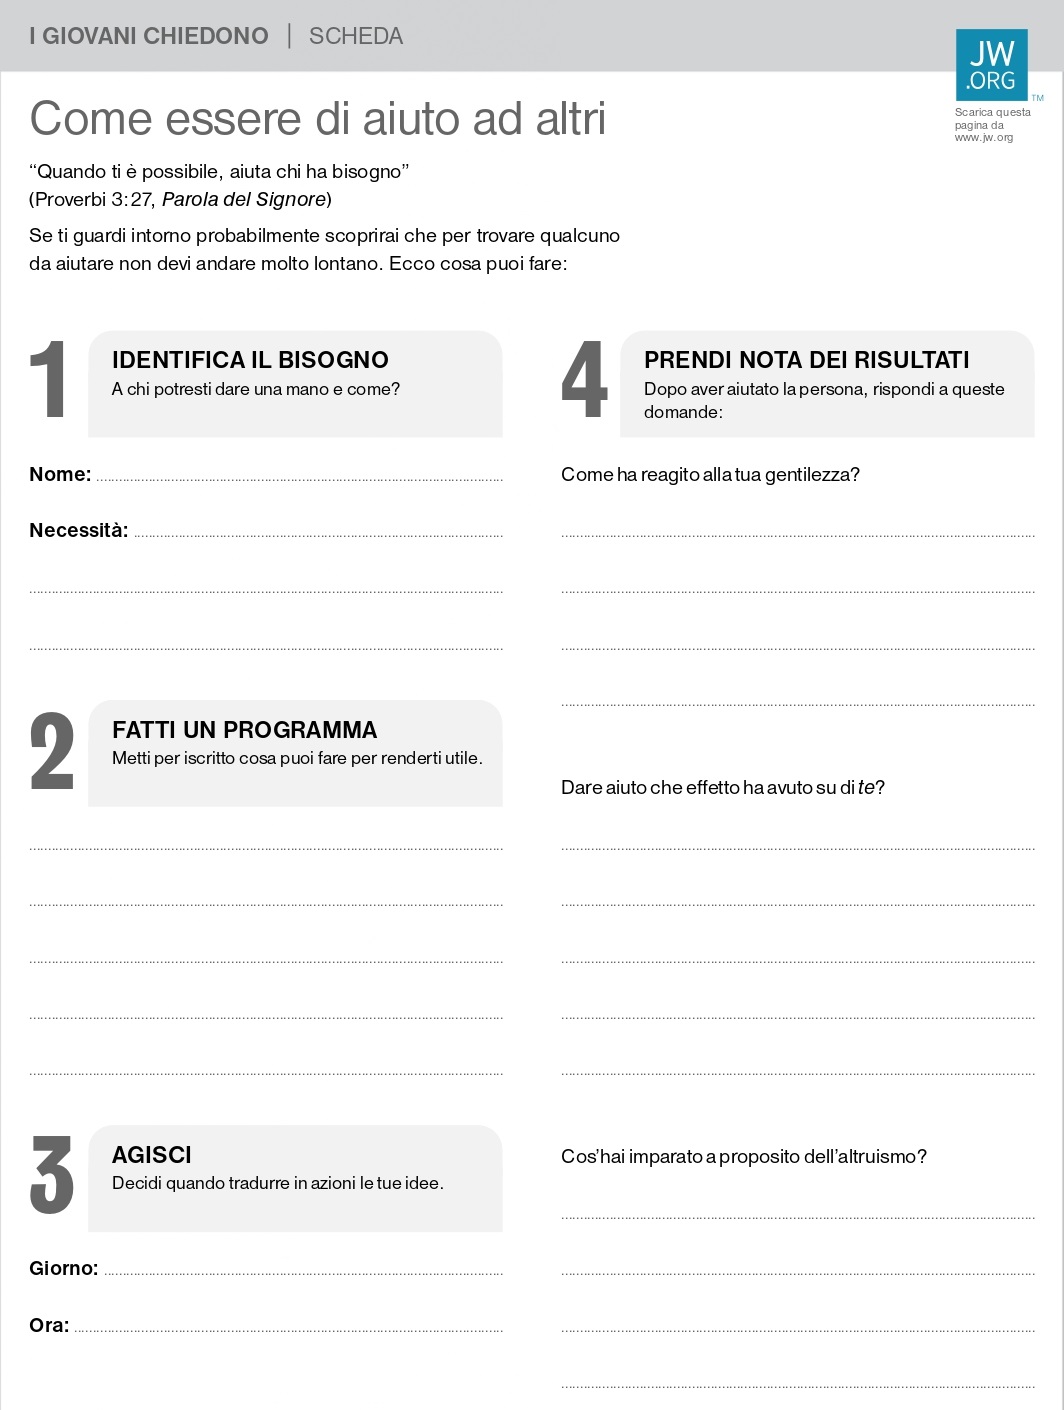 I GIOVANI CHIEDONO | SCHEDA
JW
.ORG
TM
Scarica questa
pagina da
www.jw.org
Come essere di aiuto ad altri
“Quando ti è possibile, aiuta chi ha bisogno”
(Proverbi 3:27, Parola del Signore)
Se ti guardi intorno probabilmente scoprirai che per trovare qualcuno
da aiutare non devi andare molto lontano. Ecco cosa puoi fare:
1
IDENTIFICA IL BISOGNO
A chi potresti dare una mano e come?
Nome:
Necessità:
2
FATTI UN PROGRAMMA
Metti per iscritto cosa puoi fare per renderti utile.
3
AGISCI
Decidi quando tradurre in azioni le tue idee.
Giorno:
Ora:
4
PRENDI NOTA DEI RISULTATI
Dopo aver aiutato la persona, rispondi a queste
domande:
Come ha reagito alla tua gentilezza?
Dare aiuto che effetto ha avuto su di te?
Cos’hai imparato a proposito dell’altruismo?